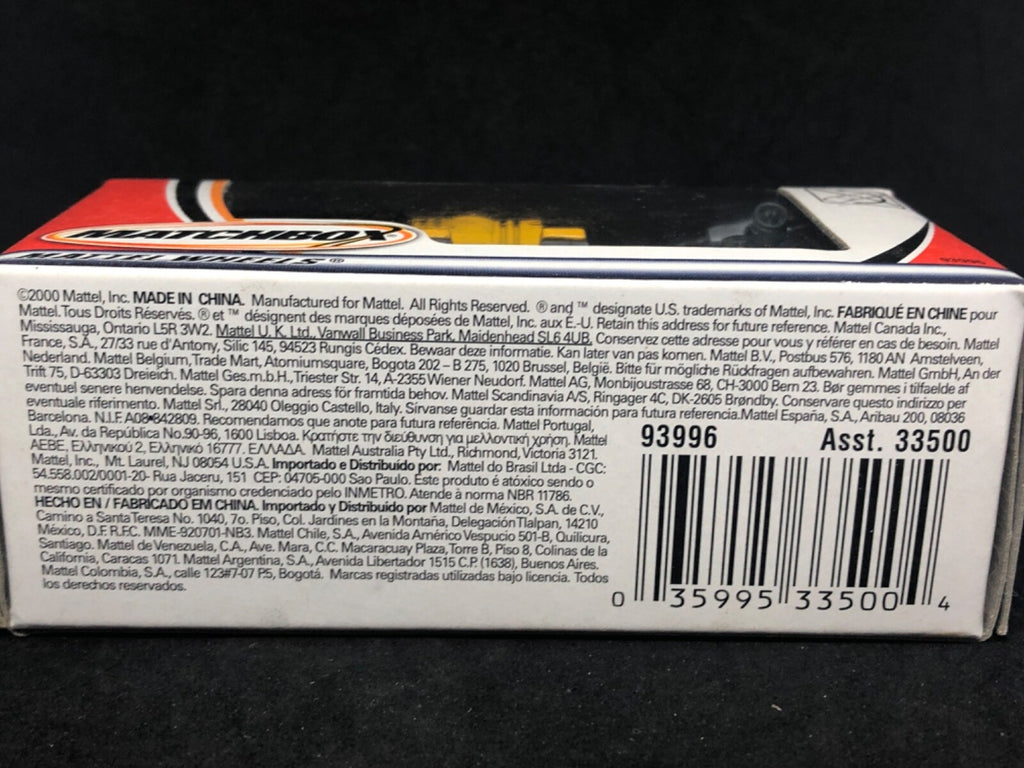 MATCHBOX
MATTEL WHEELS®
93996
©2000 Mattel, Inc. MADE IN CHINA. Manufactured for Mattel. All Rights Reserved. ® and ™ designate U.S. trademarks of Mattel, Inc. FABRIQUÉ EN CHINE pour
Mattel. Tous Droits Réservés. ® et ™ désignent des marques déposées de Mattel, Inc. aux É.-U. Retain this address for future reference. Mattel Canada Inc.,
Mississauga, Ontario L5R 3W2. Mattel U. K. Ltd., Vanwall Business Park, Maidenhead SL6 4UB. Conservez cette adresse pour vous y référer en cas de besoin. Mattel
France, S.A., 27/33 rue d'Antony, Silic 145, 94523 Rungis Cédex. Bewaar deze informatie. Kan later van pas komen. Mattel B.V., Postbus 576, 1180 AN Amstelveen,
Nederland. Mattel Belgium, Trade Mart, Atomiumsquare, Bogota 202 – B 275, 1020 Brussel, België. Bitte für mögliche Rückfragen aufbewahren. Mattel GmbH, An der
Trift 75, D-63303 Dreieich. Mattel Ges.m.b.H., Triester Str. 14, A-2355 Wiener Neudorf. Mattel AG, Monbijoustrasse 68, CH-3000 Bern 23. Bør gemmes i tilfaelde af
eventuel senere henvendelse. Spara denna adress för framtida behov. Mattel Scandinavia A/S, Ringager 4C, DK-2605 Brøndby. Conservare questo indirizzo per
eventuale riferimento. Mattel Srl., 28040 Oleggio Castello, Italy. Sírvanse guardar esta información para futura referencia. Mattel España, S.A., Aribau 200, 08036
Barcelona. N.I.F. A08•842809. Recomendamos que anote para futura referência. Mattel Portugal,
Lda., Av. da República No. 90-96, 1600 Lisboa. Κρατήστε την διεύθυνση για μελλοντική χρήση. Mattel
AEBE, Ελληνικού 2, Ελληνικό 16777. ΕΛΛΑΔΑ. Mattel Australia Pty Ltd., Richmond, Victoria 3121.
Mattel, Inc., Mt. Laurel, NJ 08054 U.S.A. Importado e Distribuido por: Mattel do Brasil Ltda - CGC:
54.558.002/0001-20- Rua Jaceru, 151 CEP: 04705-000 Sao Paulo. Este produto é atóxico sendo o
mesmo certificado por organismo credenciado pelo INMETRO. Atende à norma NBR 11786.
HECHO EN / FABRICADO EM CHINA. Importado y Distribuido por Mattel de México, S.A. de C.V.,
Camino a Santa Teresa No. 1040, 7o. Piso, Col. Jardines en la Montaña, Delegación Tlalpan, 14210
México, D.F. R.F.C. MME-920701-NB3. Mattel Chile, S.A., Avenida Américo Vespucio 501-B, Quilicura,
Santiago. Mattel de Venezuela, C.A., Ave. Mara, C.C. Macaracuay Plaza, Torre B, Piso 8, Colinas de la
California, Caracas 1071. Mattel Argentina, S.A., Avenida Libertador 1515 C.P. (1638), Buenos Aires.
Mattel Colombia, S.A., calle 123#7-07 P.5, Bogotá. Marcas registradas utilizadas bajo licencia. Todos
los derechos reservados.
93996 Asst. 33500
0 35995 33500 4